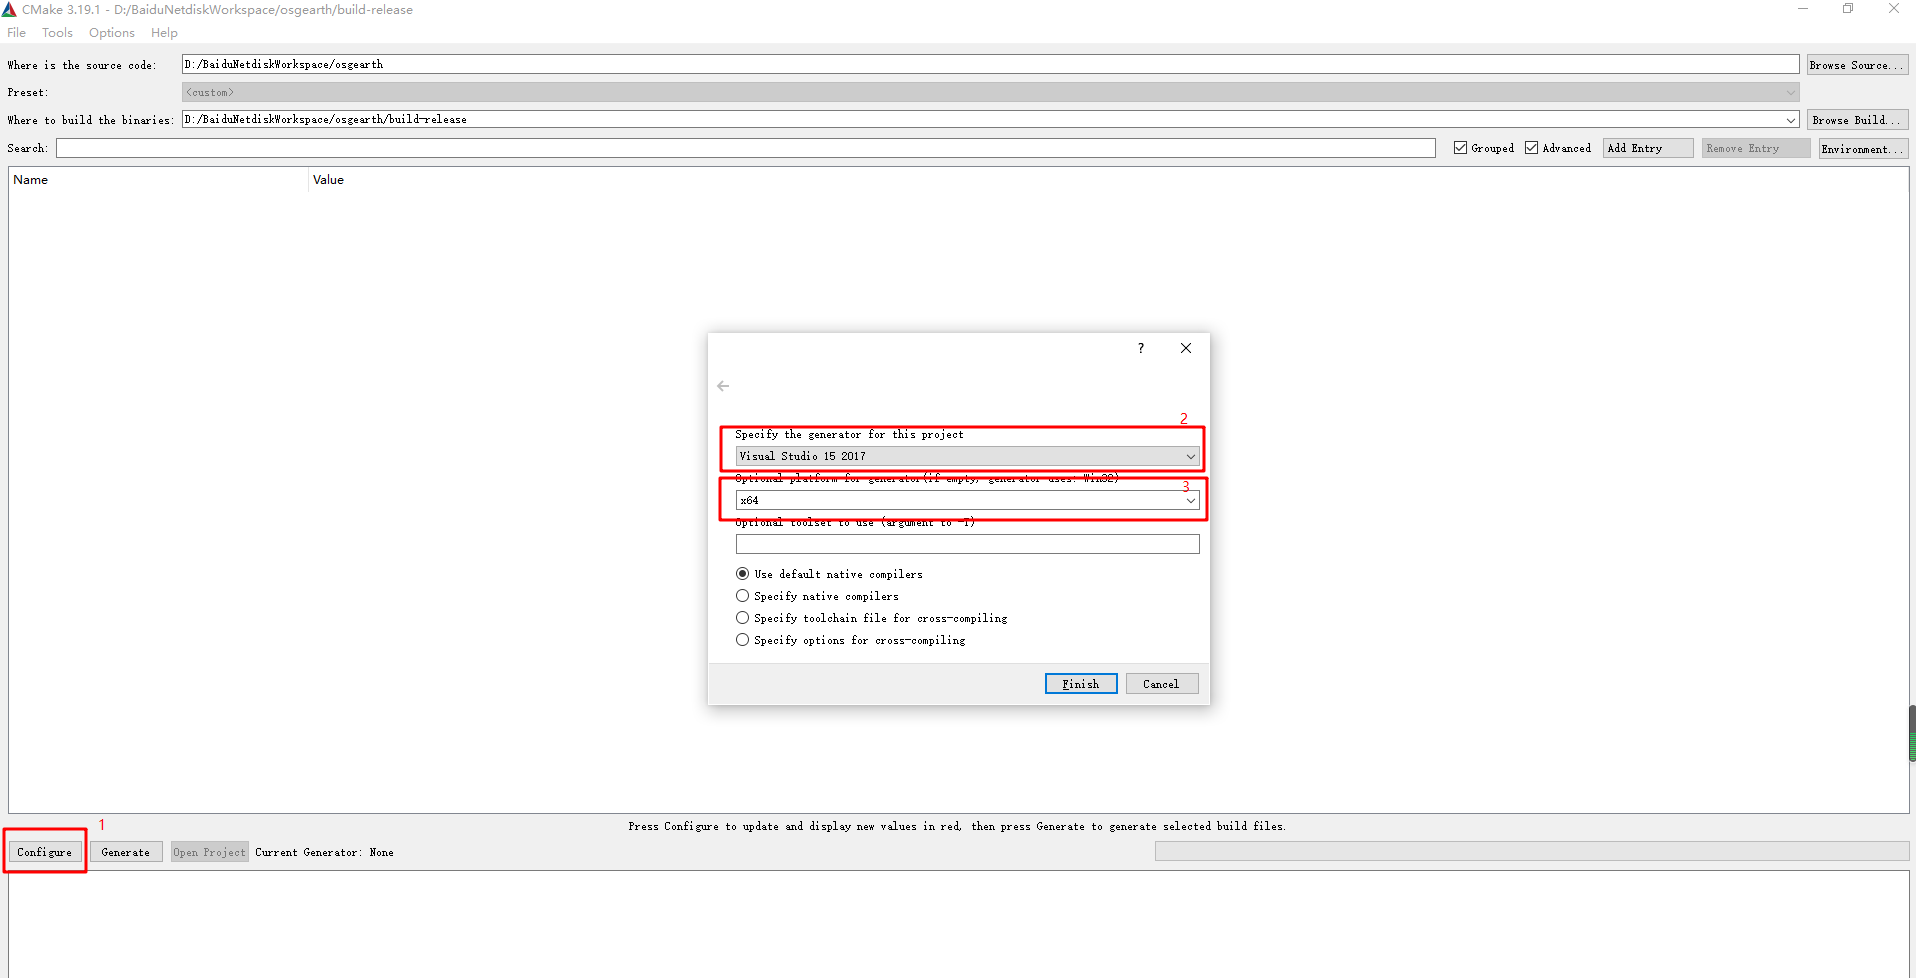 CMake 3.19.1 - D:/BaiduNetdiskWorkspace/osgearth/build-release
File Tools Options Help
Where is the source code: D:/BaiduNetdiskWorkspace/osgearth Browse Source...
Preset: <custom>
Where to build the binaries: D:/BaiduNetdiskWorkspace/osgearth/build-release Browse Build...
Search: Grouped Advanced Add Entry Remove Entry Environment...
Name Value
?
2
Specify the generator for this project
Visual Studio 15 2017
Optional platform for generator(if empty, generator uses: Win32)
3
x64
Optional toolset to use (argument to -T)
Use default native compilers
Specify native compilers
Specify toolchain file for cross-compiling
Specify options for cross-compiling
Finish Cancel
1
Press Configure to update and display new values in red, then press Generate to generate selected build files.
Configure Generate Open Project Current Generator: None